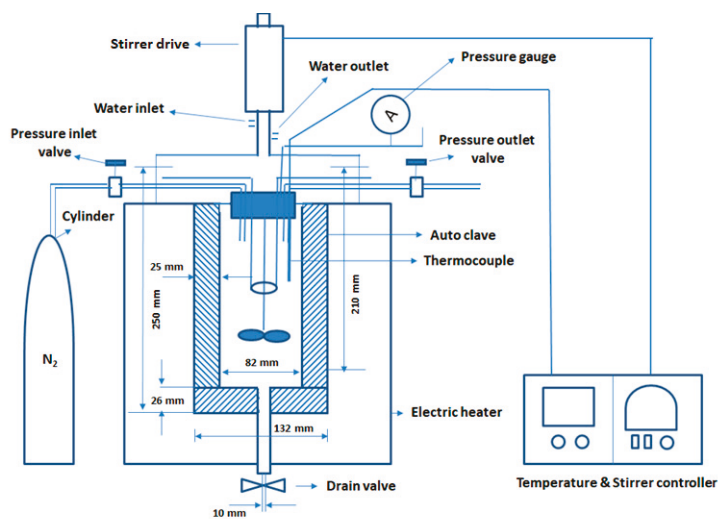 Stirrer drive
Water outlet
Pressure gauge
Water inlet
A
Pressure inlet
valve
Pressure outlet
valve
Cylinder
Auto clave
25 mm
Thermocouple
250 mm
210 mm
N₂
82 mm
26 mm
Electric heater
132 mm
Drain valve
10 mm
Temperature & Stirrer controller